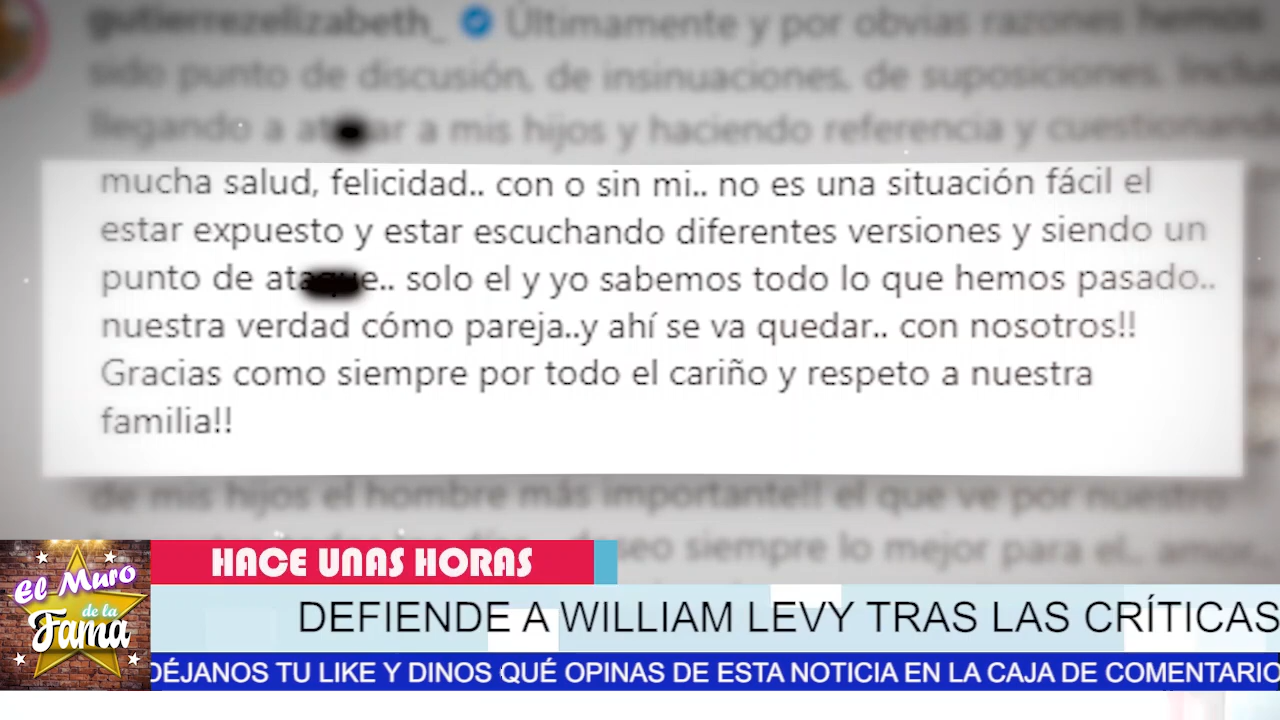 gutierrezelizabeth_ Últimamente y por obvias razones hemos
sido punto de discusión, de insinuaciones, de suposiciones.
llegando a a mis hijos y haciendo referencia y
mucha salud, felicidad.. con o sin mi.. no es una situación fácil el
estar expuesto y estar escuchando diferentes versiones y siendo un
punto de ataque.. solo el y yo sabemos todo lo que hemos pasado..
nuestra verdad cómo pareja..y ahí se va quedar.. con nosotros!!
Gracias como siempre por todo el cariño y respeto a nuestra
familia!!
de mis hijos el hombre más importante!! el que ve por nuestro
siempre lo mejor para el..
HACE UNAS HORAS
El Muro
de la
Fama
DEFIENDE A WILLIAM LEVY TRAS LAS CRÍTICAS
DÉJANOS TU LIKE Y DINOS QUÉ OPINAS DE ESTA NOTICIA EN LA CAJA DE COMENTARIO